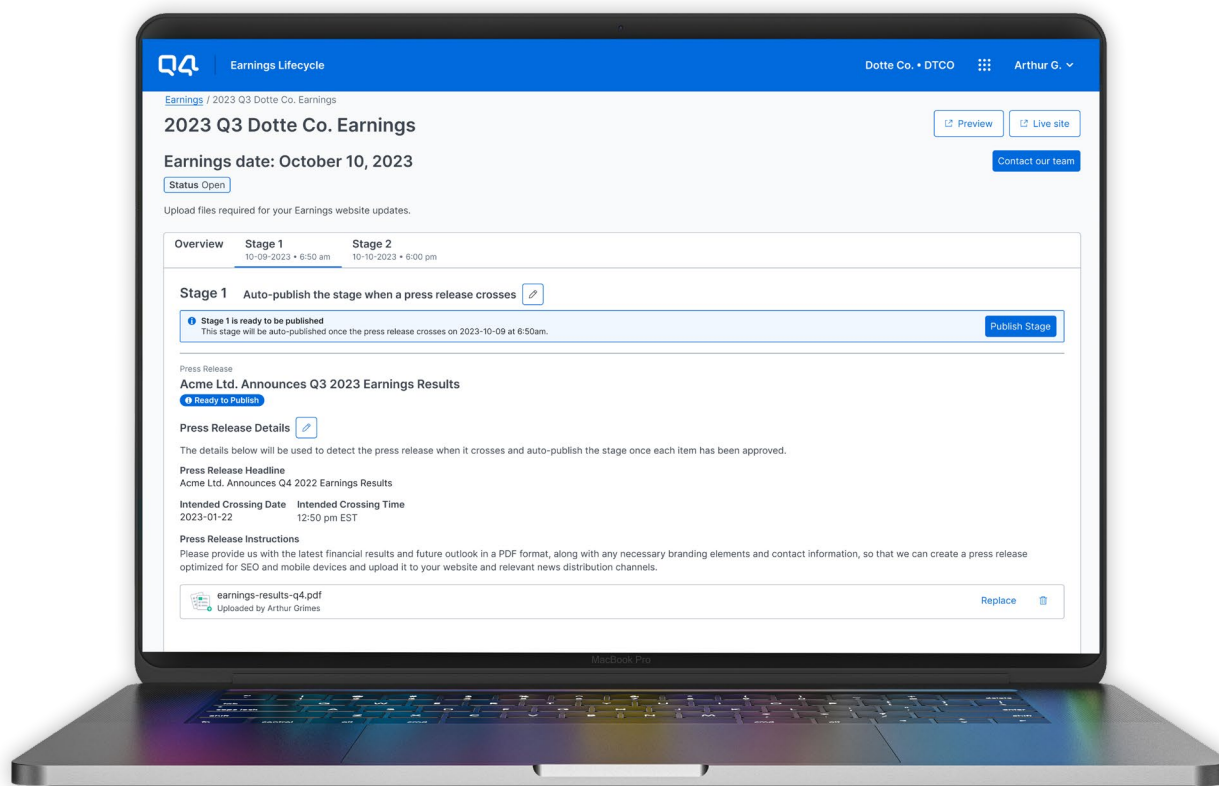 Q4 Earnings Lifecycle Dotte Co. • DTCO Arthur G.
Earnings / 2023 Q3 Dotte Co. Earnings
2023 Q3 Dotte Co. Earnings
Preview Live site
Earnings date: October 10, 2023
Contact our team
Status Open
Upload files required for your Earnings website updates.
Overview Stage 1 Stage 2
10-09-2023 • 6:50 am 10-10-2023 • 6:00 pm
Stage 1 Auto-publish the stage when a press release crosses
Stage 1 is ready to be published
This stage will be auto-published once the press release crosses on 2023-10-09 at 6:50am.
Publish Stage
Press Release
Acme Ltd. Announces Q3 2023 Earnings Results
Ready to Publish
Press Release Details
The details below will be used to detect the press release when it crosses and auto-publish the stage once each item has been approved.
Press Release Headline
Acme Ltd. Announces Q4 2022 Earnings Results
Intended Crossing Date Intended Crossing Time
2023-01-22 12:50 pm EST
Press Release Instructions
Please provide us with the latest financial results and future outlook in a PDF format, along with any necessary branding elements and contact information, so that we can create a press release
optimized for SEO and mobile devices and upload it to your website and relevant news distribution channels.
earnings-results-q4.pdf
Uploaded by Arthur Grimes
Replace
MacBook Pro